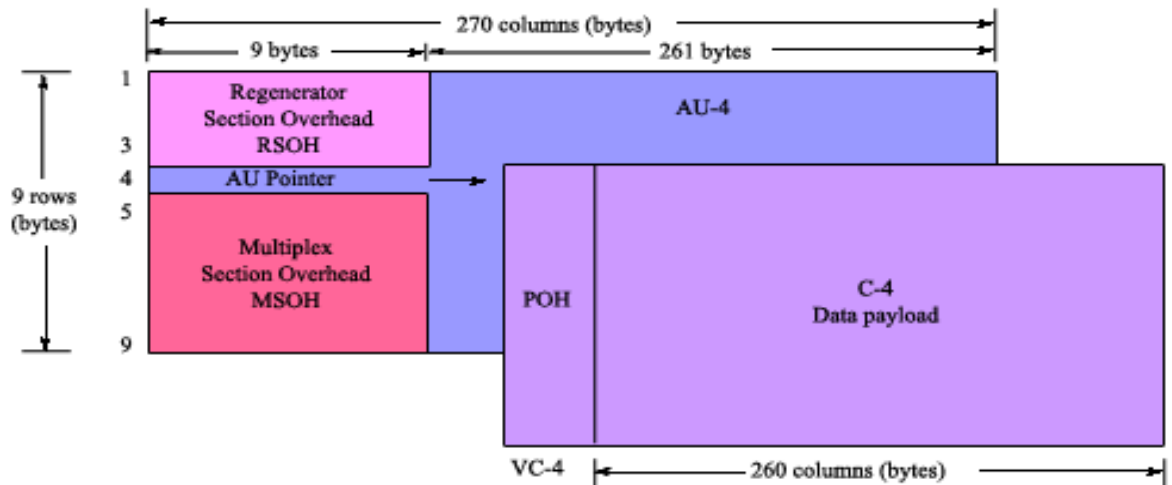 270 columns (bytes)
9 bytes
261 bytes
1
Regenerator
Section Overhead
RSOH
AU-4
3
4
AU Pointer
9 rows
(bytes)
5
Multiplex
Section Overhead
MSOH
POH
C-4
Data payload
9
VC-4
260 columns (bytes)